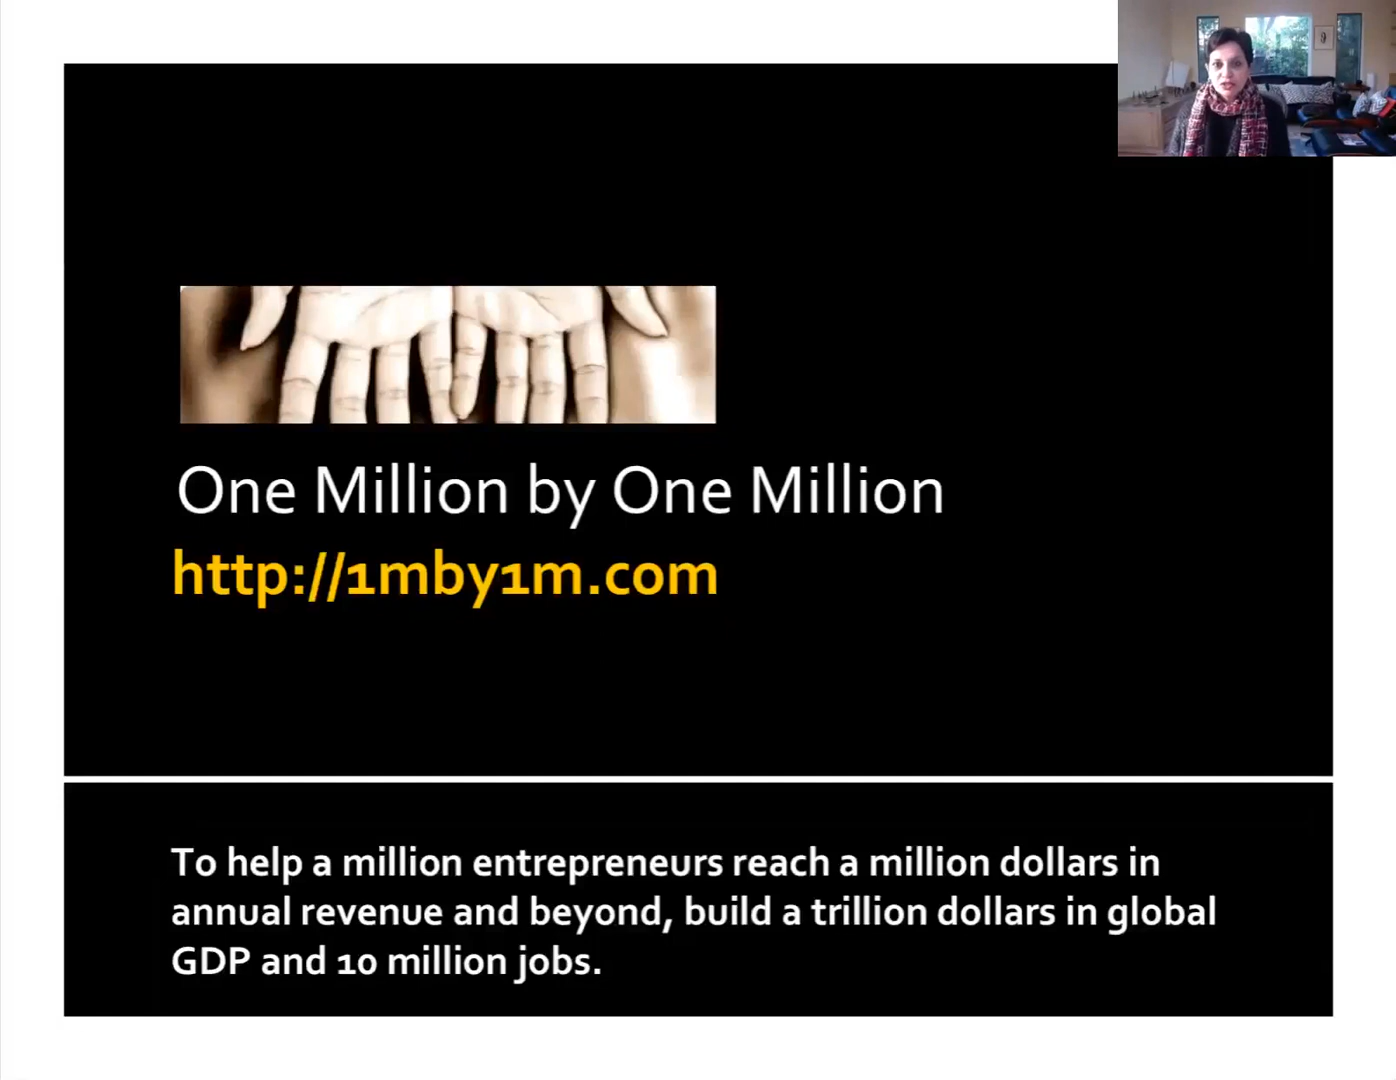 One Million by One Million
http://1mby1m.com
To help a million entrepreneurs reach a million dollars in
annual revenue and beyond, build a trillion dollars in global
GDP and 10 million jobs.